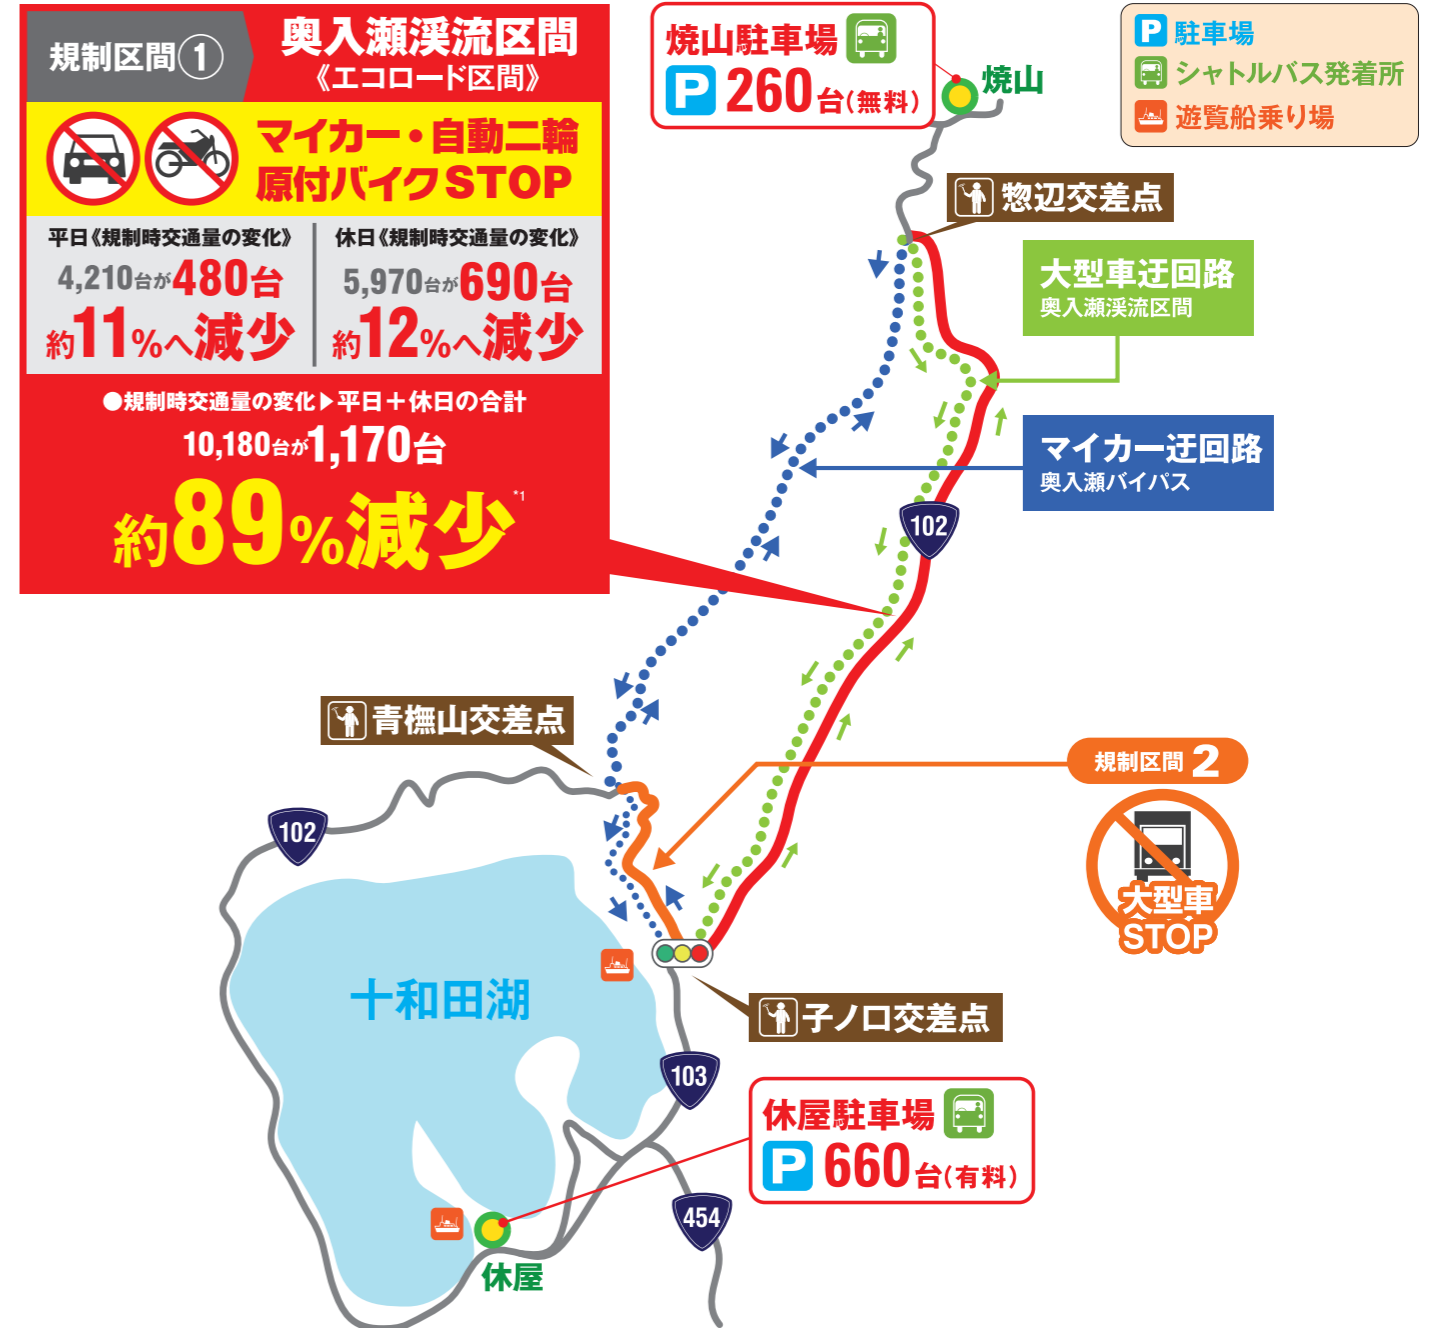 規制区間①
奥入瀬渓流区間
《エコロード区間》
マイカー・自動二輪
原付バイクSTOP
平日《規制時交通量の変化》
4,210台が480台
約11%へ減少
休日《規制時交通量の変化》
5,970台が690台
約12%へ減少
●規制時交通量の変化▶平日＋休日の合計
10,180台が1,170台
約89%減少*1
焼山駐車場
P 260台(無料)
焼山
P 駐車場
シャトルバス発着所
遊覧船乗り場
惣辺交差点
大型車迂回路
奥入瀬渓流区間
マイカー迂回路
奥入瀬バイパス
102
青橅山交差点
規制区間 2
大型車
STOP
102
十和田湖
子ノ口交差点
103
休屋駐車場
P 660台(有料)
454
休屋